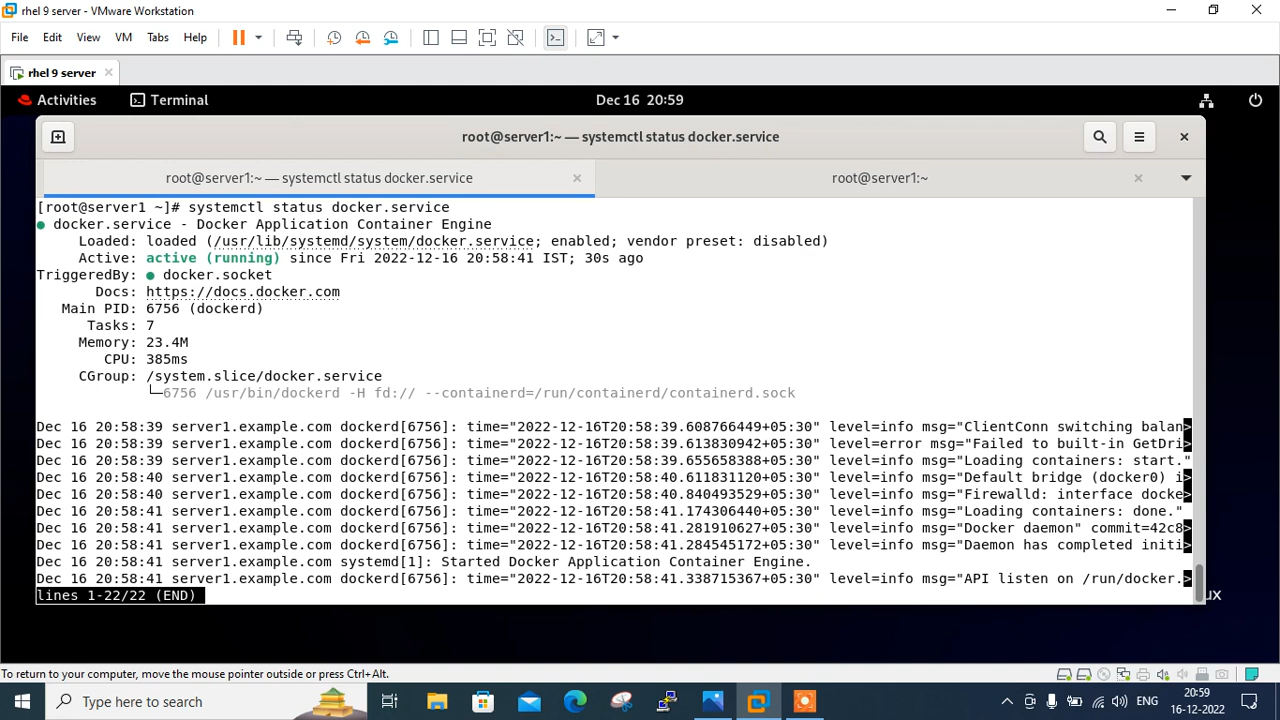 rhel 9 server - VMware Workstation
File Edit View VM Tabs Help
rhel 9 server
Activities Terminal Dec 16 20:59
root@server1:~ — systemctl status docker.service
root@server1:~ — systemctl status docker.service root@server1:~
[root@server1 ~]# systemctl status docker.service
● docker.service - Docker Application Container Engine
Loaded: loaded (/usr/lib/systemd/system/docker.service; enabled; vendor preset: disabled)
Active: active (running) since Fri 2022-12-16 20:58:41 IST; 30s ago
TriggeredBy: ● docker.socket
Docs: https://docs.docker.com
Main PID: 6756 (dockerd)
Tasks: 7
Memory: 23.4M
CPU: 385ms
CGroup: /system.slice/docker.service
└─6756 /usr/bin/dockerd -H fd:// --containerd=/run/containerd/containerd.sock
Dec 16 20:58:39 server1.example.com dockerd[6756]: time="2022-12-16T20:58:39.608766449+05:30" level=info msg="ClientConn switching balan>
Dec 16 20:58:39 server1.example.com dockerd[6756]: time="2022-12-16T20:58:39.613830942+05:30" level=error msg="Failed to built-in GetDri>
Dec 16 20:58:39 server1.example.com dockerd[6756]: time="2022-12-16T20:58:39.655658388+05:30" level=info msg="Loading containers: start."
Dec 16 20:58:40 server1.example.com dockerd[6756]: time="2022-12-16T20:58:40.611831120+05:30" level=info msg="Default bridge (docker0) i>
Dec 16 20:58:40 server1.example.com dockerd[6756]: time="2022-12-16T20:58:40.840493529+05:30" level=info msg="Firewalld: interface docke>
Dec 16 20:58:41 server1.example.com dockerd[6756]: time="2022-12-16T20:58:41.174306440+05:30" level=info msg="Loading containers: done."
Dec 16 20:58:41 server1.example.com dockerd[6756]: time="2022-12-16T20:58:41.281910627+05:30" level=info msg="Docker daemon" commit=42c8>
Dec 16 20:58:41 server1.example.com dockerd[6756]: time="2022-12-16T20:58:41.284545172+05:30" level=info msg="Daemon has completed initi>
Dec 16 20:58:41 server1.example.com systemd[1]: Started Docker Application Container Engine.
Dec 16 20:58:41 server1.example.com dockerd[6756]: time="2022-12-16T20:58:41.338715367+05:30" level=info msg="API listen on /run/docker.>
lines 1-22/22 (END)
ux
To return to your computer, move the mouse pointer outside or press Ctrl+Alt.
Type here to search
ENG
20:59
16-12-2022